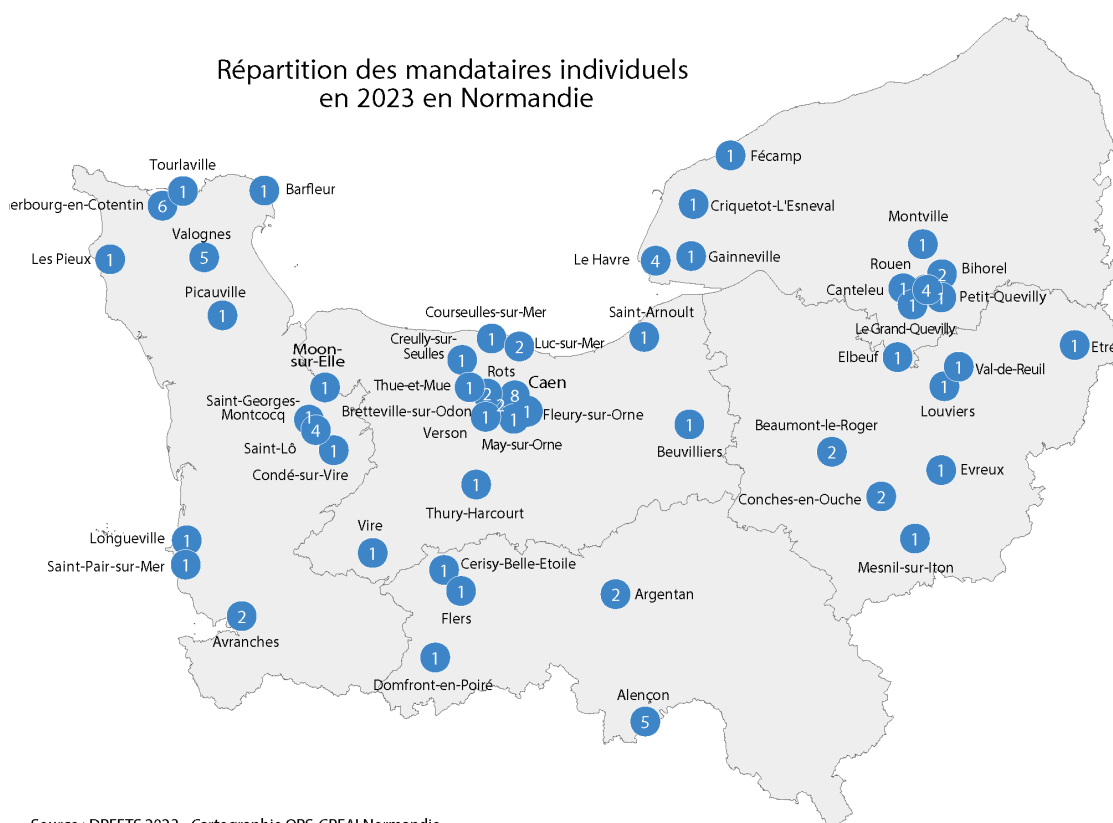 Répartition des mandataires individuels
en 2023 en Normandie
Tourlaville
1
Barfleur
1
erbourg-en-Cotentin
6
Valognes
5
Les Pieux
1
Picauville
1
Fécamp
1
Criquetot-L'Esneval
1
Le Havre
4
Gainneville
1
Montville
1
Rouen
4
Bihorel
2
Canteleu
1
Petit-Quevilly
1
Le Grand-Quevilly
1
Elbeuf
1
Etré
1
Val-de-Reuil
1
Louviers
1
Courseulles-sur-Mer
1
Luc-sur-Mer
2
Creully-sur-
Seulles
1
Saint-Arnoult
1
Moon-
sur-Elle
1
Thue-et-Mue
1
Rots
2
Caen
8
Bretteville-sur-Odon
2
Fleury-sur-Orne
1
Verson
1
May-sur-Orne
1
Saint-Georges-
Montcocq
1
Saint-Lô
4
Condé-sur-Vire
1
Beuvilliers
1
Beaumont-le-Roger
2
Evreux
1
Conches-en-Ouche
2
Mesnil-sur-Iton
1
Thury-Harcourt
1
Vire
1
Longueville
1
Saint-Pair-sur-Mer
1
Avranches
2
Cerisy-Belle-Etoile
1
Flers
1
Argentan
2
Domfront-en-Poiré
1
Alençon
5
Source : DREETS 2023 - Cartographie ORS-CREAI Normandie